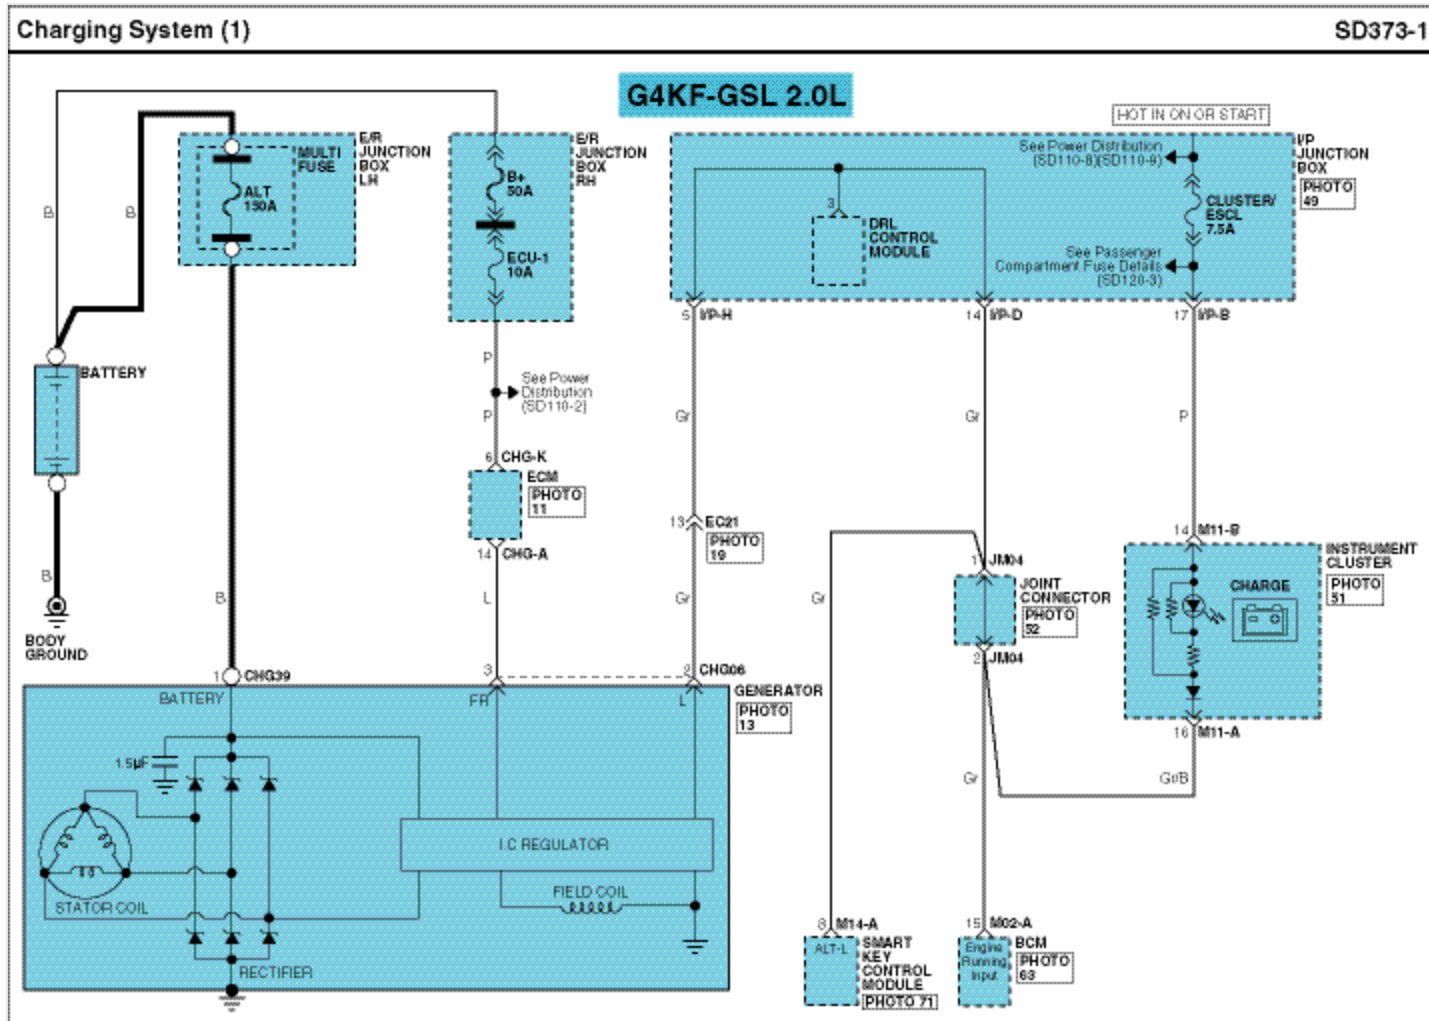 Charging System (1)
SD373-1
G4KF-GSL 2.0L
HOT IN ON OR START
E/R
JUNCTION
BOX
LH
MULTI
FUSE
ALT
150A
E/R
JUNCTION
BOX
RH
B+
50A
ECU-1
10A
See Power Distribution
(SD110-8)(SD110-9)
I/P
JUNCTION
BOX
PHOTO
49
CLUSTER/
ESCL
7.5A
3
DRL
CONTROL
MODULE
See Passenger
Compartment Fuse Details
(SD120-3)
B
B
5
I/P-H
14
I/P-D
17
I/P-B
BATTERY
P
See Power
Distribution
(SD110-2)
P
Gr
Gr
P
6
CHG-K
ECM
PHOTO
11
13
EC21
PHOTO
19
14
M11-B
14
CHG-A
1
JM04
INSTRUMENT
CLUSTER
PHOTO
51
CHARGE
JOINT
CONNECTOR
PHOTO
52
B
B
L
Gr
Gr
BODY
GROUND
2
JM04
1
CHG39
3
2
CHG06
BATTERY
FR
L
GENERATOR
PHOTO
13
16
M11-A
1.5µF
Gr
Gr/B
I.C REGULATOR
FIELD COIL
STATOR COIL
RECTIFIER
8
M14-A
15
M02-A
ALT-L
SMART
KEY
CONTROL
MODULE
PHOTO 71
Engine
Running
Input
BCM
PHOTO
63